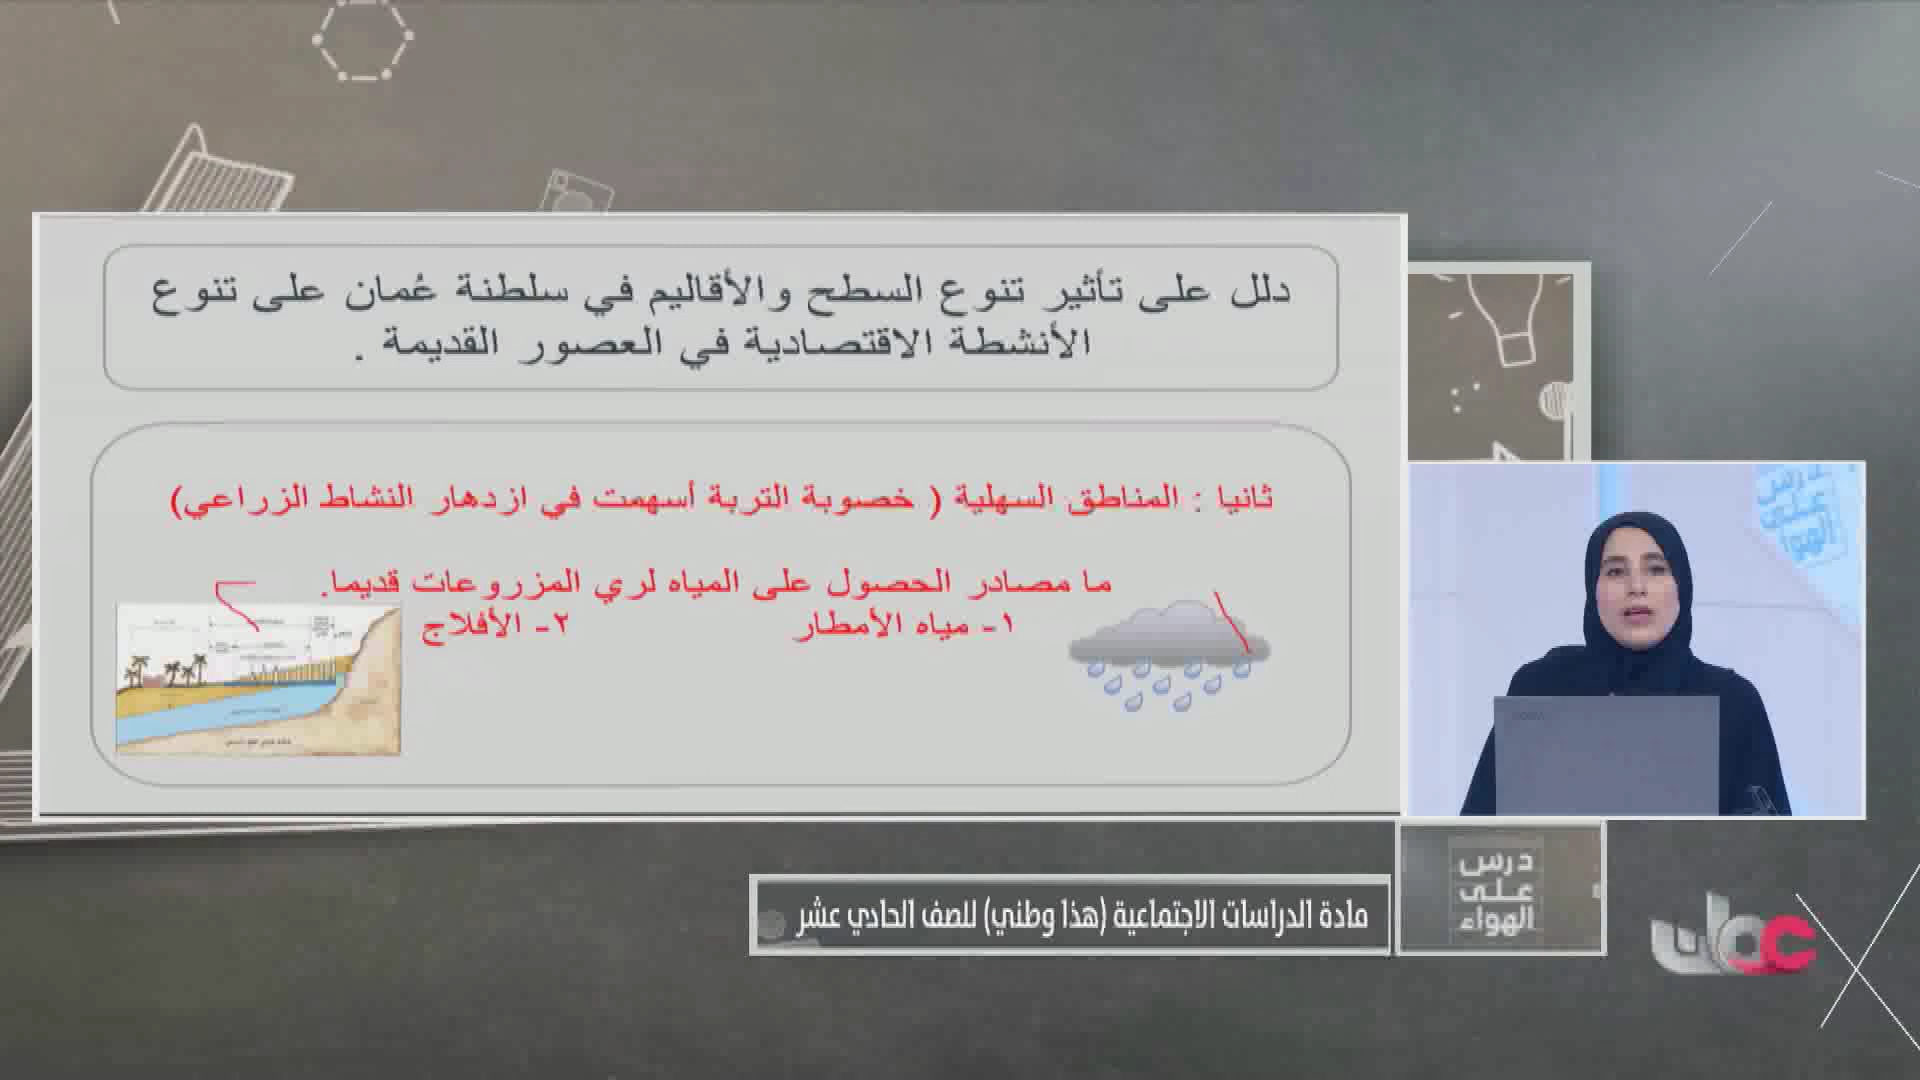 دلل على تأثير تنوع السطح والأقاليم في سلطنة عُمان على تنوع
الأنشطة الاقتصادية في العصور القديمة .
ثانيا : المناطق السهلية ( خصوبة التربة أسهمت في ازدهار النشاط الزراعي)
ما مصادر الحصول على المياه لري المزروعات قديما.
١- مياه الأمطار
٢- الأفلاج
درس
على
الهواء
مادة الدراسات الاجتماعية (هذا وطني) للصف الحادي عشر
درس
على
الهواء
عمان